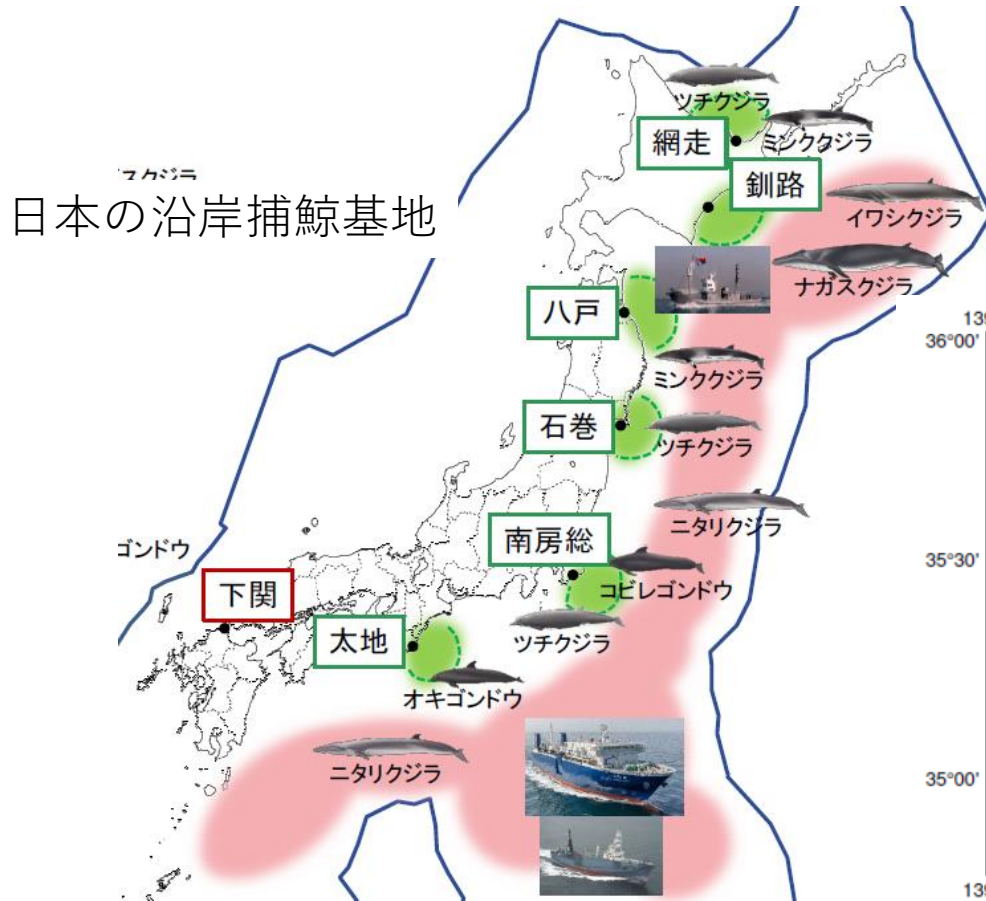 ツチクジラ
網走
ミンククジラ
釧路
イワシクジラ
日本の沿岸捕鯨基地
ナガスクジラ
八戸
36°00'
ミンククジラ
石巻
ツチクジラ
ニタリクジラ
南房総
ゴンドウ
35°30'
コビレゴンドウ
下関
ツチクジラ
太地
オキゴンドウ
ニタリクジラ
35°00'